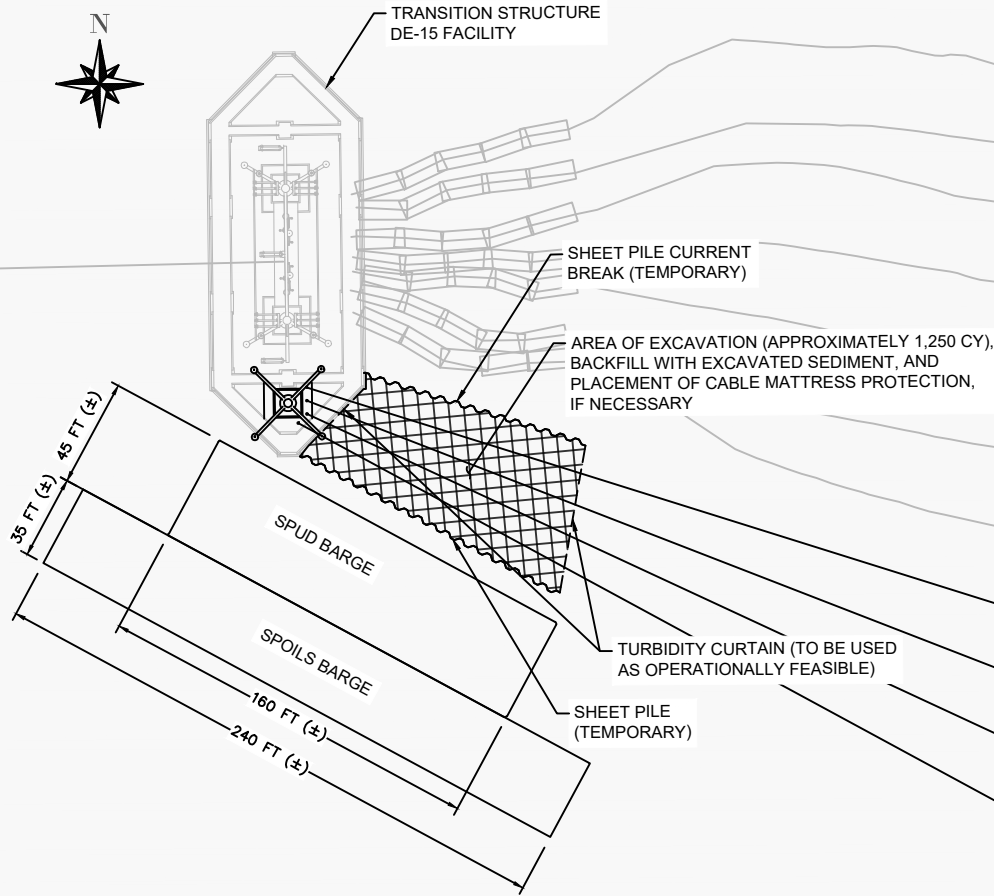 TRANSITION STRUCTURE
DE-15 FACILITY
N
SHEET PILE CURRENT
BREAK (TEMPORARY)
AREA OF EXCAVATION (APPROXIMATELY 1,250 CY),
BACKFILL WITH EXCAVATED SEDIMENT, AND
PLACEMENT OF CABLE MATTRESS PROTECTION,
IF NECESSARY
45 FT (±)
35 FT (±)
SPUD BARGE
SPOILS BARGE
TURBIDITY CURTAIN (TO BE USED
AS OPERATIONALLY FEASIBLE)
SHEET PILE
(TEMPORARY)
160 FT (±)
240 FT (±)